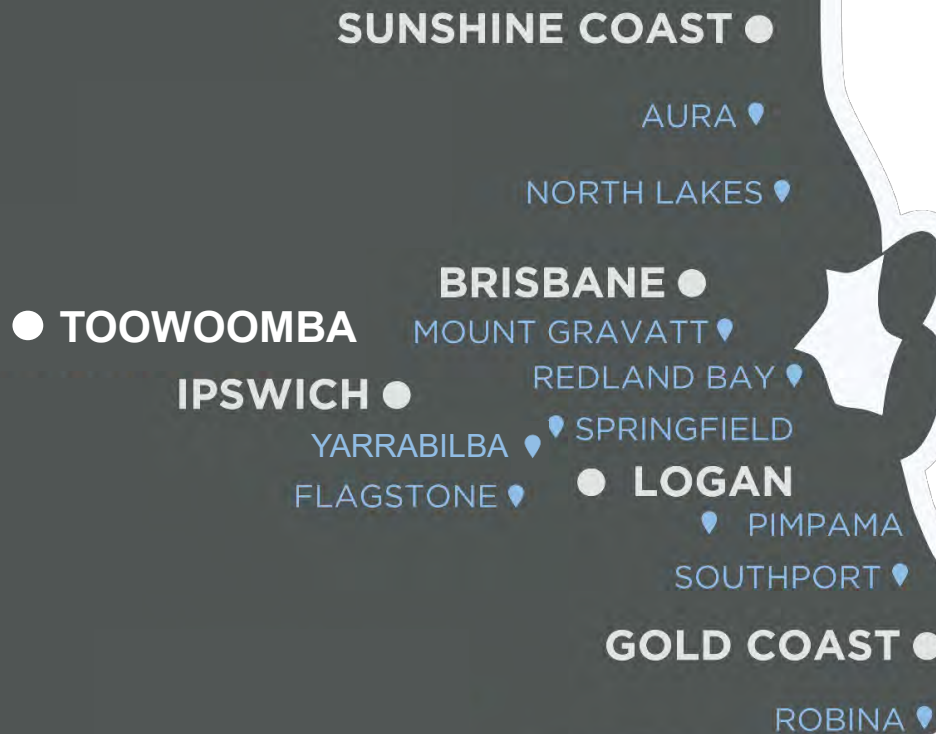 SUNSHINE COAST
AURA
NORTH LAKES
BRISBANE
TOOWOOMBA
MOUNT GRAVATT
REDLAND BAY
IPSWICH
SPRINGFIELD
YARRABILBA
LOGAN
FLAGSTONE
PIMPAMA
SOUTHPORT
GOLD COAST
ROBINA